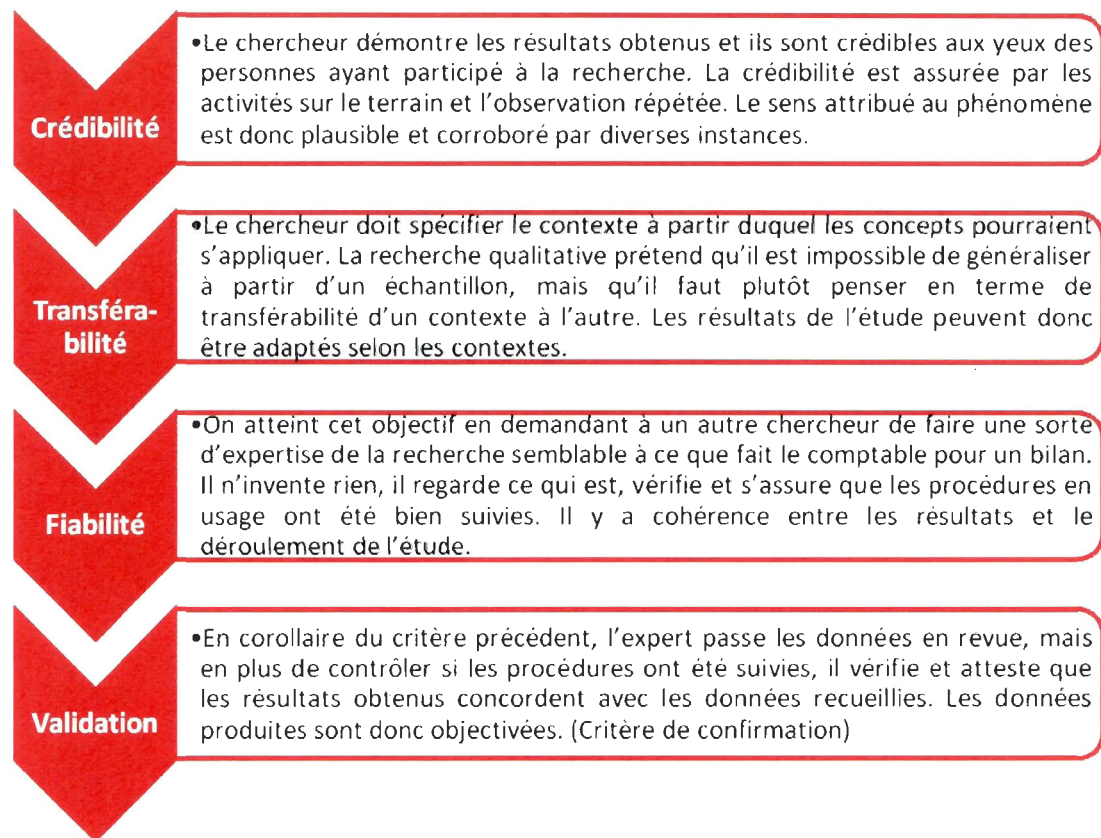 Crédibilité
•Le chercheur démontre les résultats obtenus et ils sont crédibles aux yeux des
personnes ayant participé à la recherche. La crédibilité est assurée par les
activités sur le terrain et l'observation répétée. Le sens attribué au phénomène
est donc plausible et corroboré par diverses instances.
Transféra-
bilité
•Le chercheur doit spécifier le contexte à partir duquel les concepts pourraient
s'appliquer. La recherche qualitative prétend qu'il est impossible de généraliser
à partir d'un échantillon, mais qu'il faut plutôt penser en terme de
transférabilité d'un contexte à l'autre. Les résultats de l'étude peuvent donc
être adaptés selon les contextes.
Fiabilité
•On atteint cet objectif en demandant à un autre chercheur de faire une sorte
d'expertise de la recherche semblable à ce que fait le comptable pour un bilan.
Il n'invente rien, il regarde ce qui est, vérifie et s'assure que les procédures en
usage ont été bien suivies. Il y a cohérence entre les résultats et le
déroulement de l'étude.
Validation
•En corollaire du critère précédent, l'expert passe les données en revue, mais
en plus de contrôler si les procédures ont été suivies, il vérifie et atteste que
les résultats obtenus concordent avec les données recueillies. Les données
produites sont donc objectivées. (Critère de confirmation)